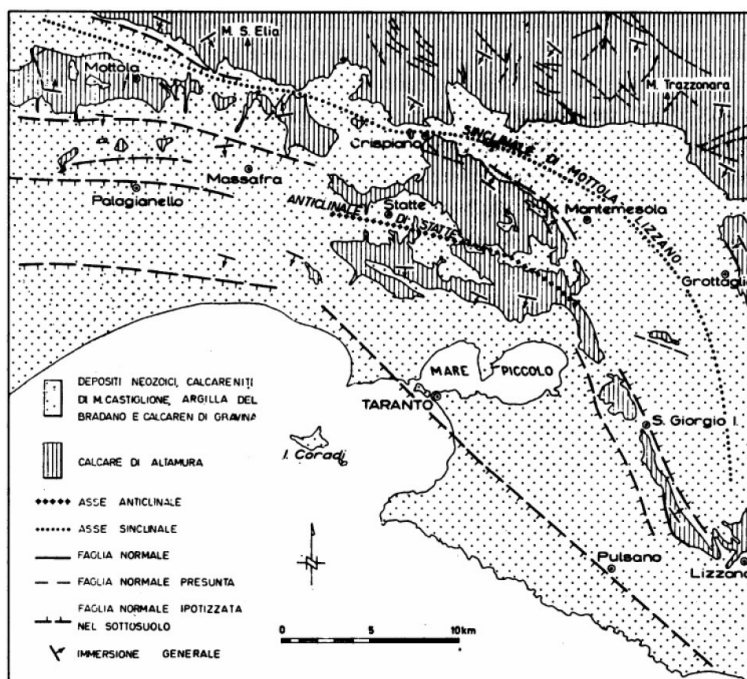 M. S. Elia
Mottola
M. Trazzonara
Crispiano
SINCLINALE DI MOTTOLA LIZZANO
Massafra
Palagianello
Statte
ANTICLINALE DI STATTE
Montemesola
Grottaglie
MARE PICCOLO
TARANTO
S. Giorgio I.
I. Coradi
Pulsano
Lizzano
DEPOSITI NEOZOICI, CALCARENITI
DI M. CASTIGLIONE, ARGILLA DEL
BRADANO E CALCAREN. DI GRAVINA
CALCARE DI ALTAMURA
ASSE ANTICLINALE
ASSE SINCLINALE
FAGLIA NORMALE
FAGLIA NORMALE PRESUNTA
FAGLIA NORMALE IPOTIZZATA
NEL SOTTOSUOLO
IMMERSIONE GENERALE
N
0 5 10km